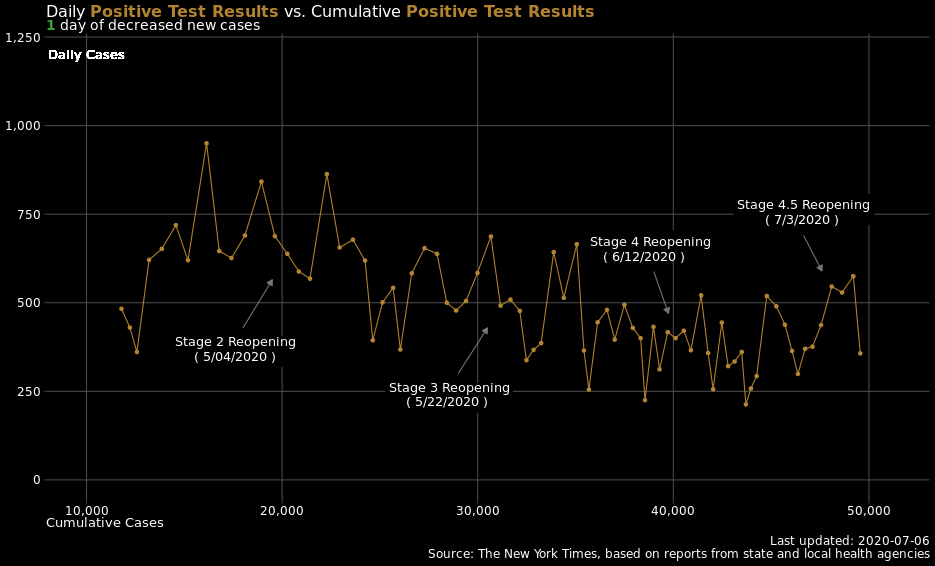 Daily Positive Test Results vs. Cumulative Positive Test Results
1 day of decreased new cases
1,250
Daily Cases
1,000
750
500
250
0
Stage 4.5 Reopening
( 7/3/2020 )
Stage 4 Reopening
( 6/12/2020 )
Stage 2 Reopening
( 5/04/2020 )
Stage 3 Reopening
( 5/22/2020 )
10,000
20,000
30,000
40,000
50,000
Cumulative Cases
Last updated: 2020-07-06
Source: The New York Times, based on reports from state and local health agencies